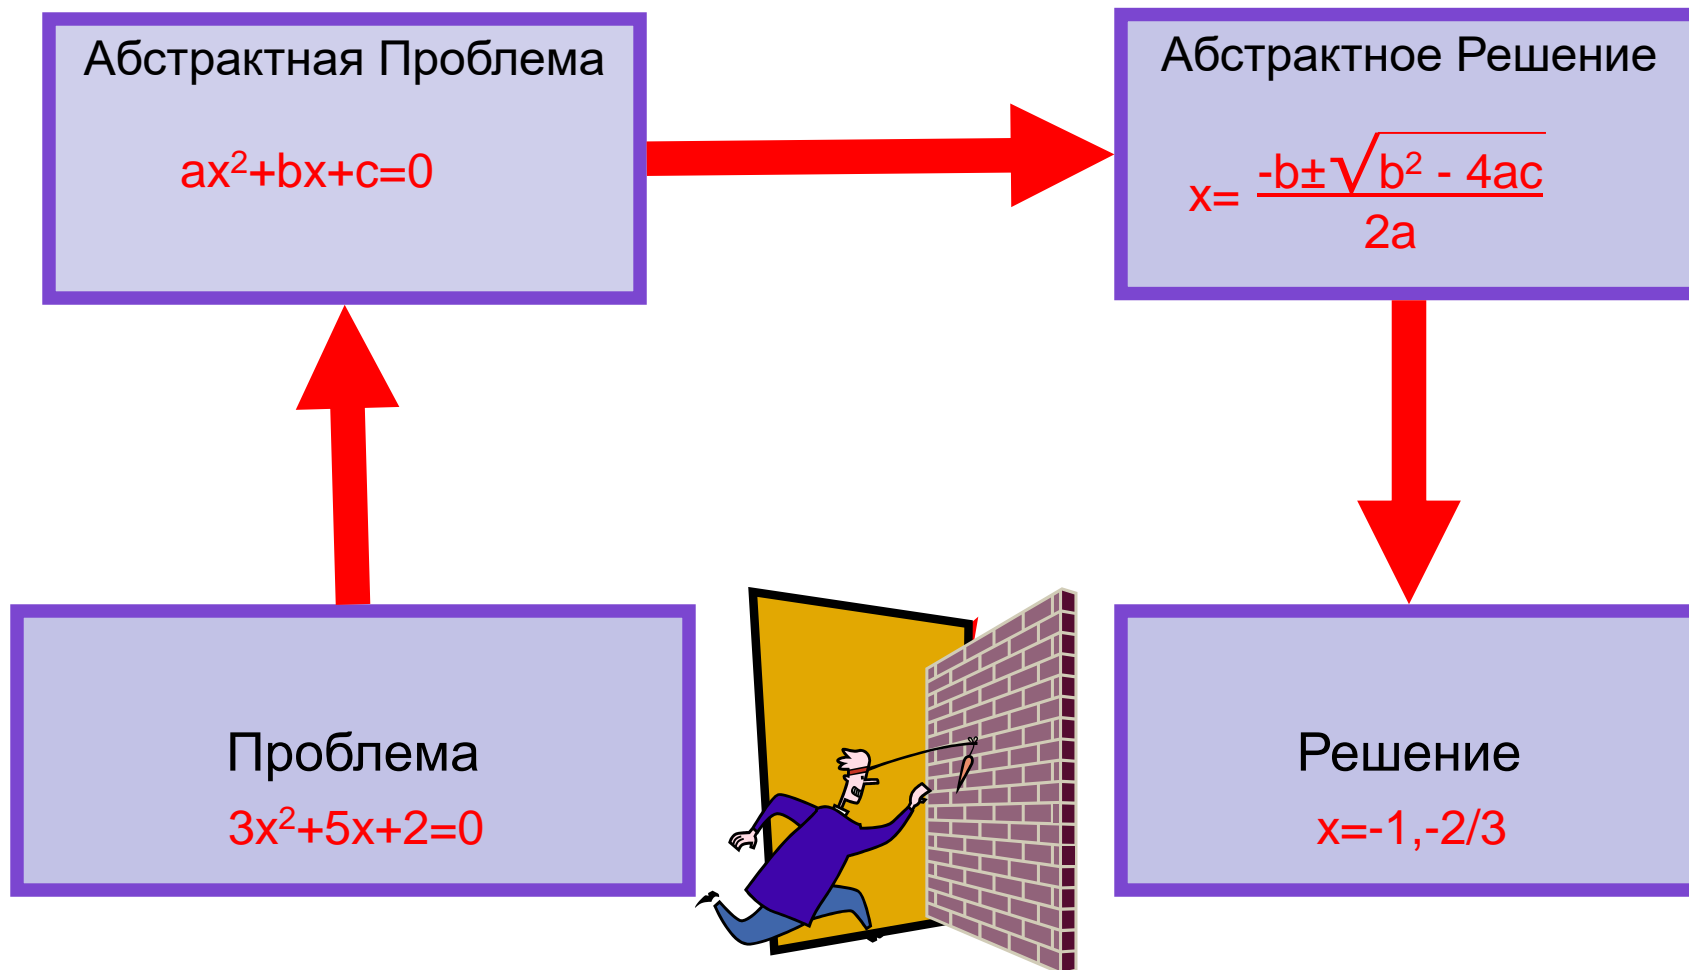 Абстрактная Проблема
ax²+bx+c=0
Абстрактное Решение
x= -b±√b² - 4ac
2a
Проблема
3x²+5x+2=0
Решение
x=-1,-2/3